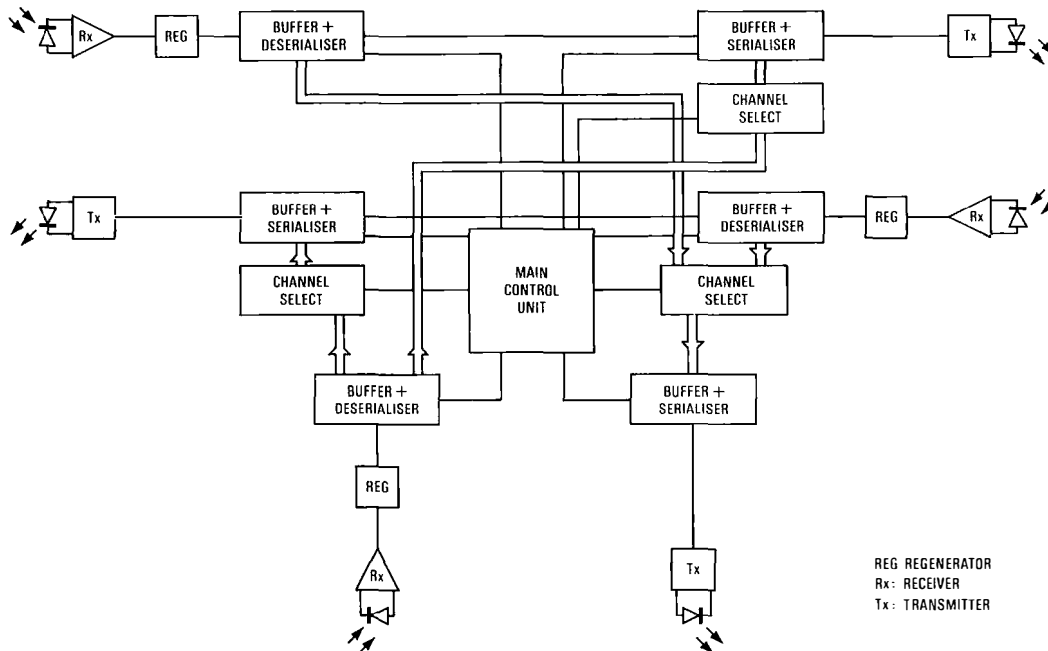 Rx
REG
BUFFER +
DESERIALISER
BUFFER +
SERIALISER
Tx
CHANNEL
SELECT
Tx
BUFFER +
SERIALISER
BUFFER +
DESERIALISER
REG
Rx
CHANNEL
SELECT
MAIN
CONTROL
UNIT
CHANNEL
SELECT
BUFFER +
DESERIALISER
BUFFER +
SERIALISER
REG
Rx
Tx
REG REGENERATOR
Rx: RECEIVER
Tx: TRANSMITTER